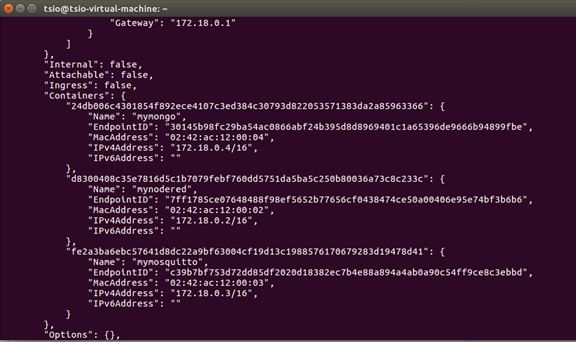 tsio@tsio-virtual-machine: ~
"Gateway": "172.18.0.1"
}
]
},
"Internal": false,
"Attachable": false,
"Ingress": false,
"Containers": {
"24db006c4301854f892ece4107c3ed384c30793d822053571383da2a85963366": {
"Name": "mymongo",
"EndpointID": "30145b98fc29ba54ac0866abf24b395d8d8969401c1a65396de9666b94899fbe",
"MacAddress": "02:42:ac:12:00:04",
"IPv4Address": "172.18.0.4/16",
"IPv6Address": ""
},
"d8300408c35e7816d5c1b7079febf760dd5751da5ba5c250b80036a73c8c233c": {
"Name": "mynodered",
"EndpointID": "7ff1785ce07648488f98ef5652b77656cf0438474ce50a00406e95e74bf3b6b6",
"MacAddress": "02:42:ac:12:00:02",
"IPv4Address": "172.18.0.2/16",
"IPv6Address": ""
},
"fe2a3ba6ebc57641d8dc22a9bf63004cf19d13c1988576170679283d19478d41": {
"Name": "mymosquitto",
"EndpointID": "c39b7bf753d72dd85df2020d18382ec7b4e88a894a4ab0a90c54ff9ce8c3ebbd",
"MacAddress": "02:42:ac:12:00:03",
"IPv4Address": "172.18.0.3/16",
"IPv6Address": ""
}
},
"Options": {},